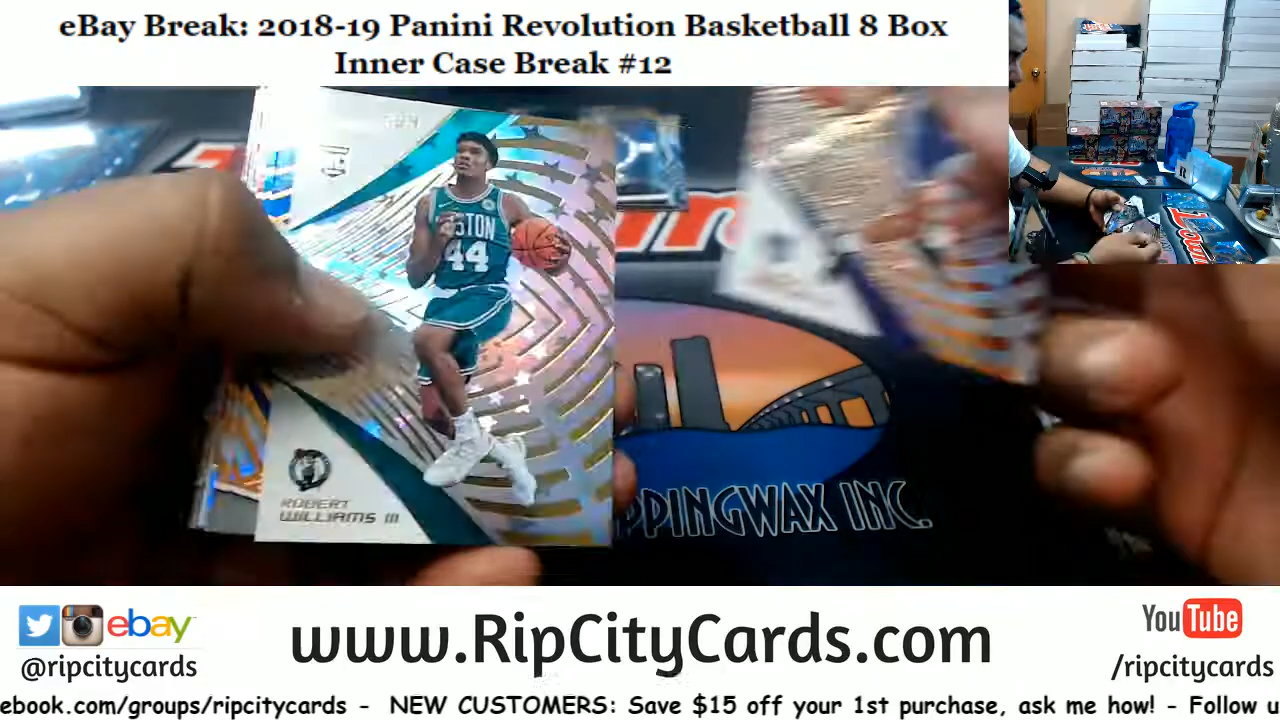 eBay Break: 2018-19 Panini Revolution Basketball 8 Box
Inner Case Break #12
44
ROBERT
WILLIAMS III
PPINGWAX INC.
ebay
@ripcitycards
www.RipCityCards.com
YouTube
/ripcitycards
ebook.com/groups/ripcitycards - NEW CUSTOMERS: Save $15 off your 1st purchase, ask me how! - Follow u